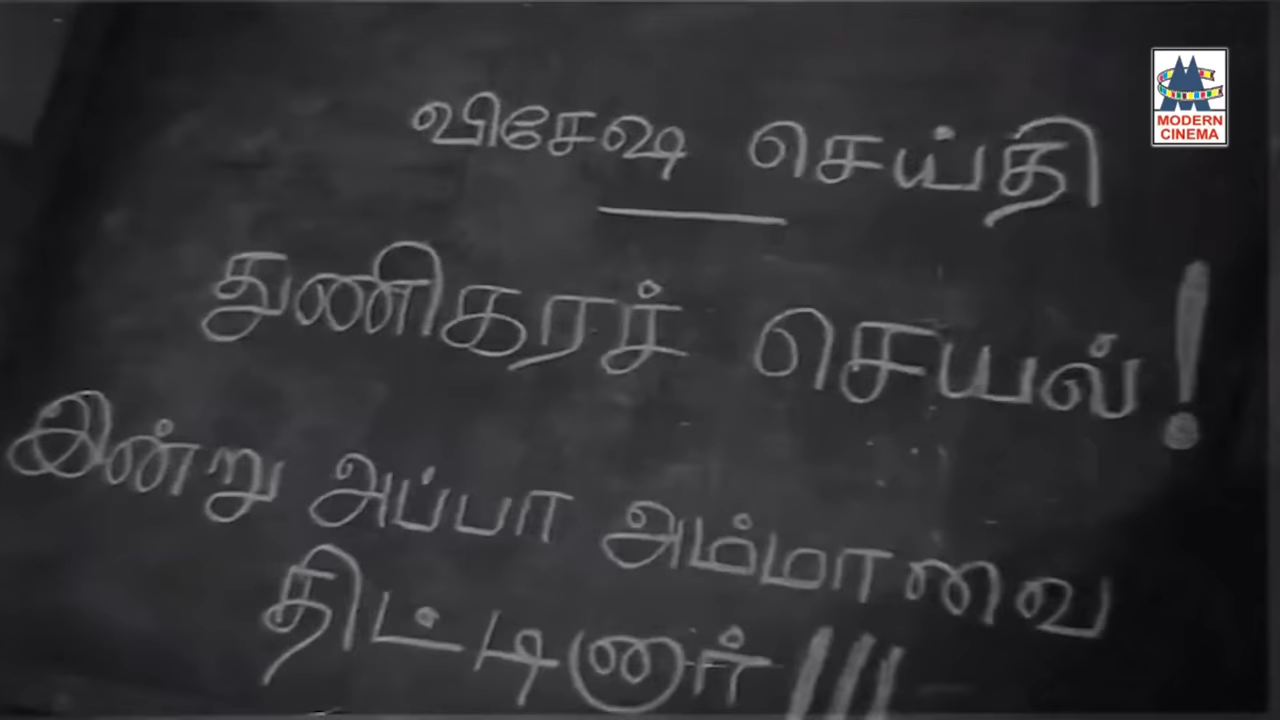 MODERN
CINEMA
விசேஷ செய்தி
துணிகரச் செயல்!
இன்று அப்பா அம்மாவை
திட்டினார்!!!